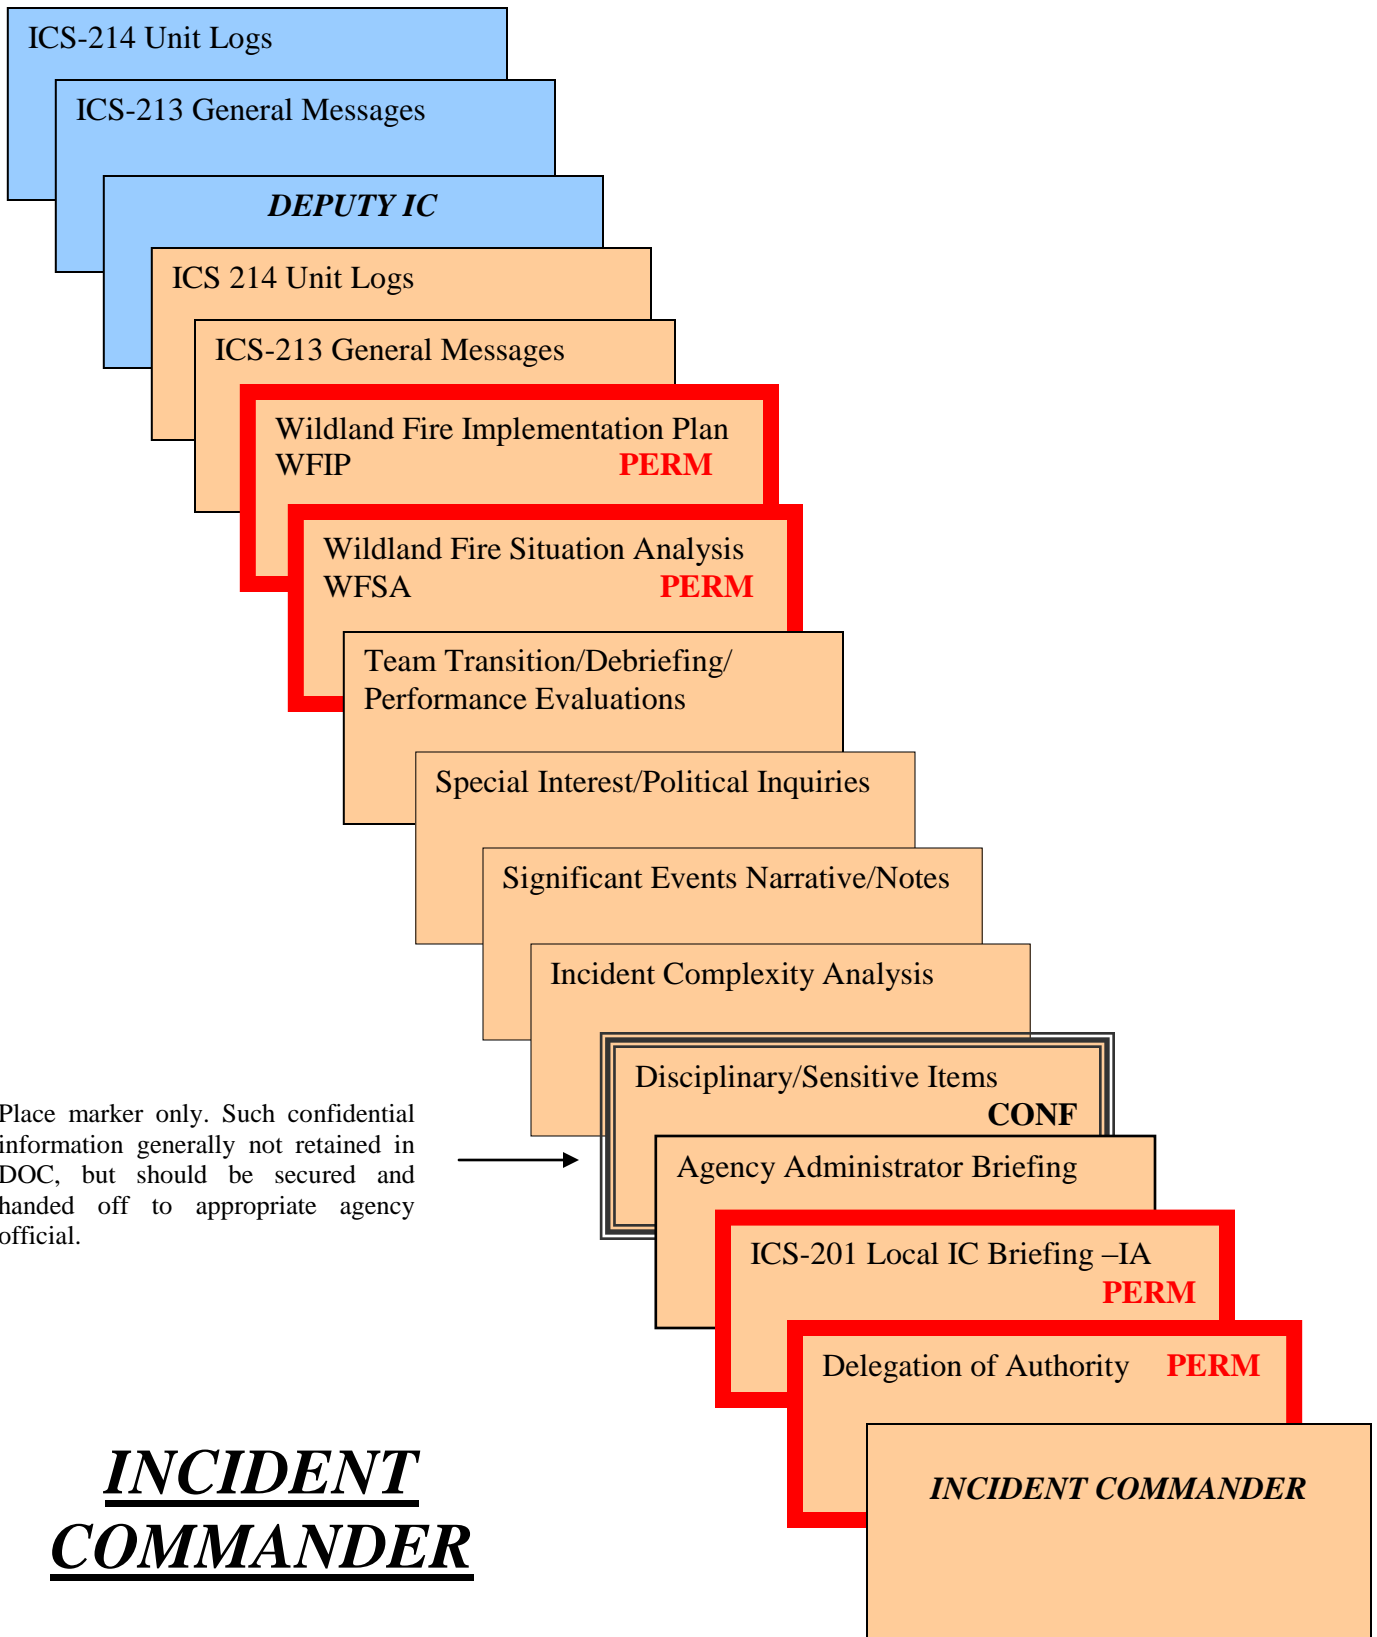 ICS-214 Unit Logs
ICS-213 General Messages
DEPUTY IC
ICS 214 Unit Logs
ICS-213 General Messages
Wildland Fire Implementation Plan
WFIP PERM
Wildland Fire Situation Analysis
WFSA PERM
Team Transition/Debriefing/
Performance Evaluations
Special Interest/Political Inquiries
Significant Events Narrative/Notes
Incident Complexity Analysis
Disciplinary/Sensitive Items
CONF
Place marker only. Such confidential
information generally not retained in
DOC, but should be secured and
handed off to appropriate agency
official.
Agency Administrator Briefing
ICS-201 Local IC Briefing –IA
PERM
Delegation of Authority PERM
INCIDENT COMMANDER
INCIDENT
COMMANDER